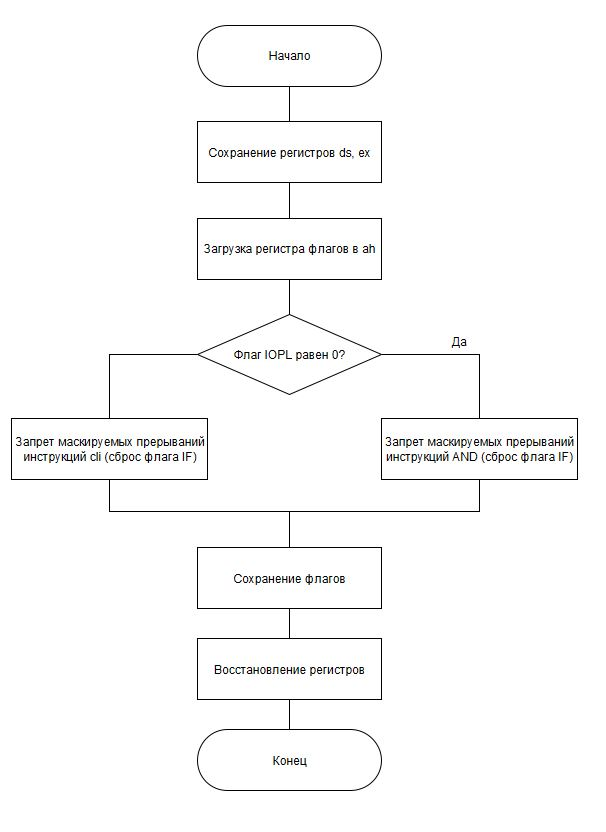 Начало
Сохранение регистров ds, ex
Загрузка регистра флагов в ah
Флаг IOPL равен 0?
Да
Запрет маскируемых прерываний
инструкций cli (сброс флага IF)
Запрет маскируемых прерываний
инструкций AND (сброс флага IF)
Сохранение флагов
Восстановление регистров
Конец